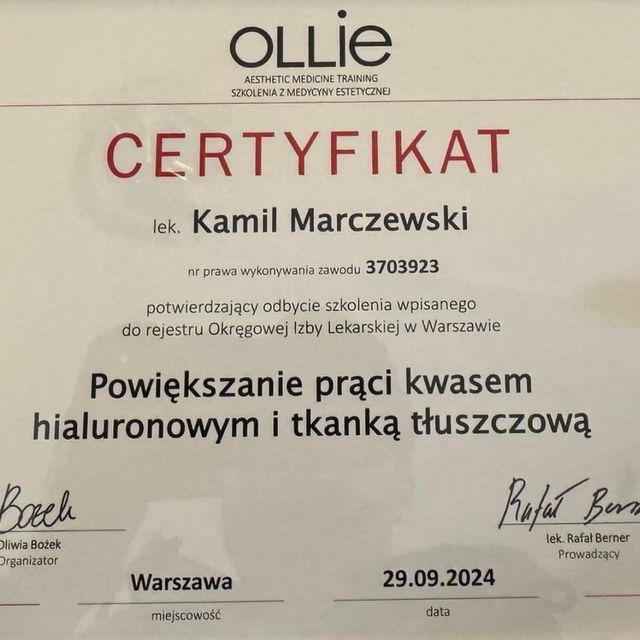 OLLie
AESTHETIC MEDICINE TRAINING
SZKOLENIA Z MEDYCYNY ESTETYCZNEJ
CERTYFIKAT
lek. Kamil Marczewski
nr prawa wykonywania zawodu 3703923
potwierdzający odbycie szkolenia wpisanego
do rejestru Okręgowej Izby Lekarskiej w Warszawie
Powiększanie prąci kwasem
hialuronowym i tkanką tłuszczową
Bożek
Rafał
Oliwia Bożek
lek. Rafał Berner
Organizator
Prowadzący
Warszawa
29.09.2024
miejscowość
data